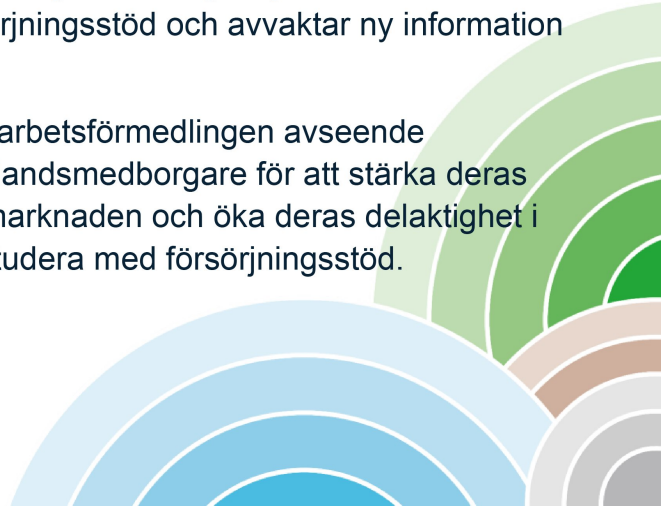 rjningsstöd och avvaktar ny information
arbetsförmedlingen avseende
andsmedborgare för att stärka deras
narknaden och öka deras delaktighet i
tudera med försörjningsstöd.